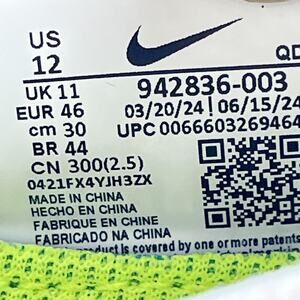 US
12
QD
UK 11
942836-003
EUR 46
03/20/24 06/15/24
cm 30
UPC 0066603269464
BR 44
CN 300(2.5)
0421FX4YJH3ZX
MADE IN CHINA
HECHO EN CHINA
FABRIQUE EN CHINE
FABRICADO NA CHINA
product is covered by one or more